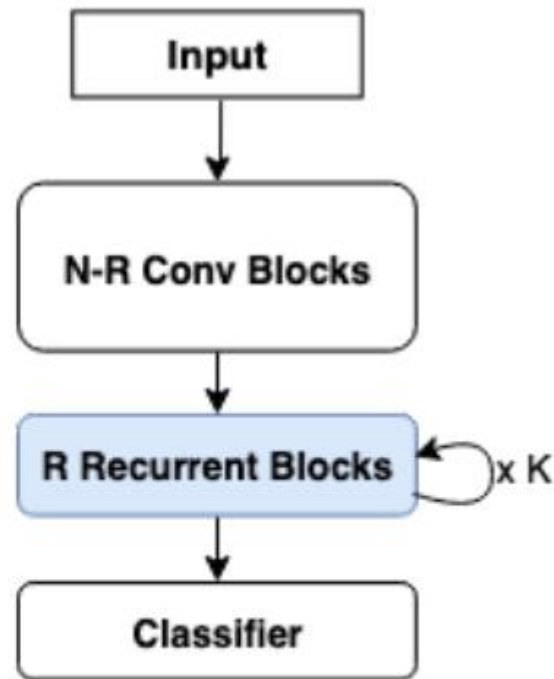 Input
N-R Conv Blocks
R Recurrent Blocks
x K
Classifier